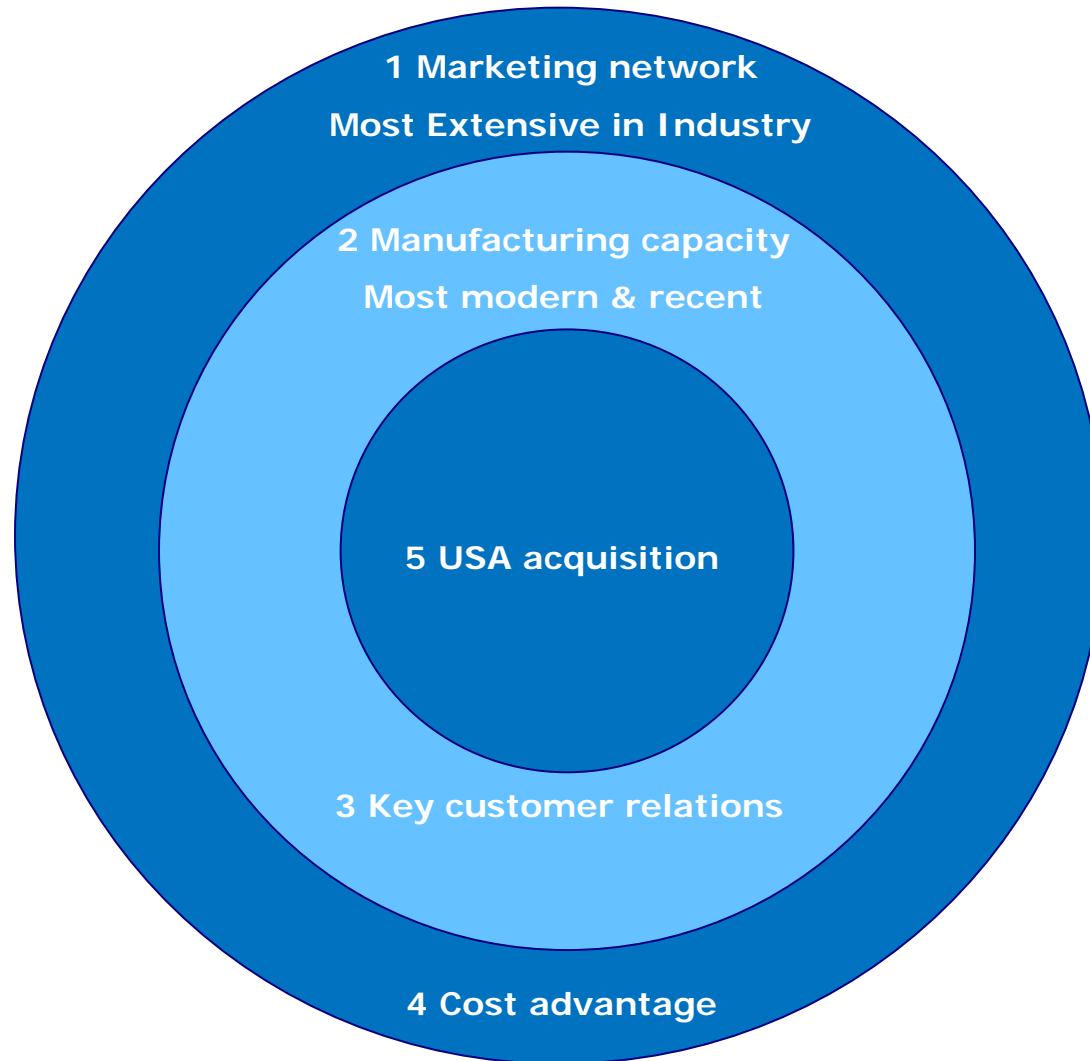 1 Marketing network
Most Extensive in Industry
2 Manufacturing capacity
Most modern & recent
5 USA acquisition
3 Key customer relations
4 Cost advantage